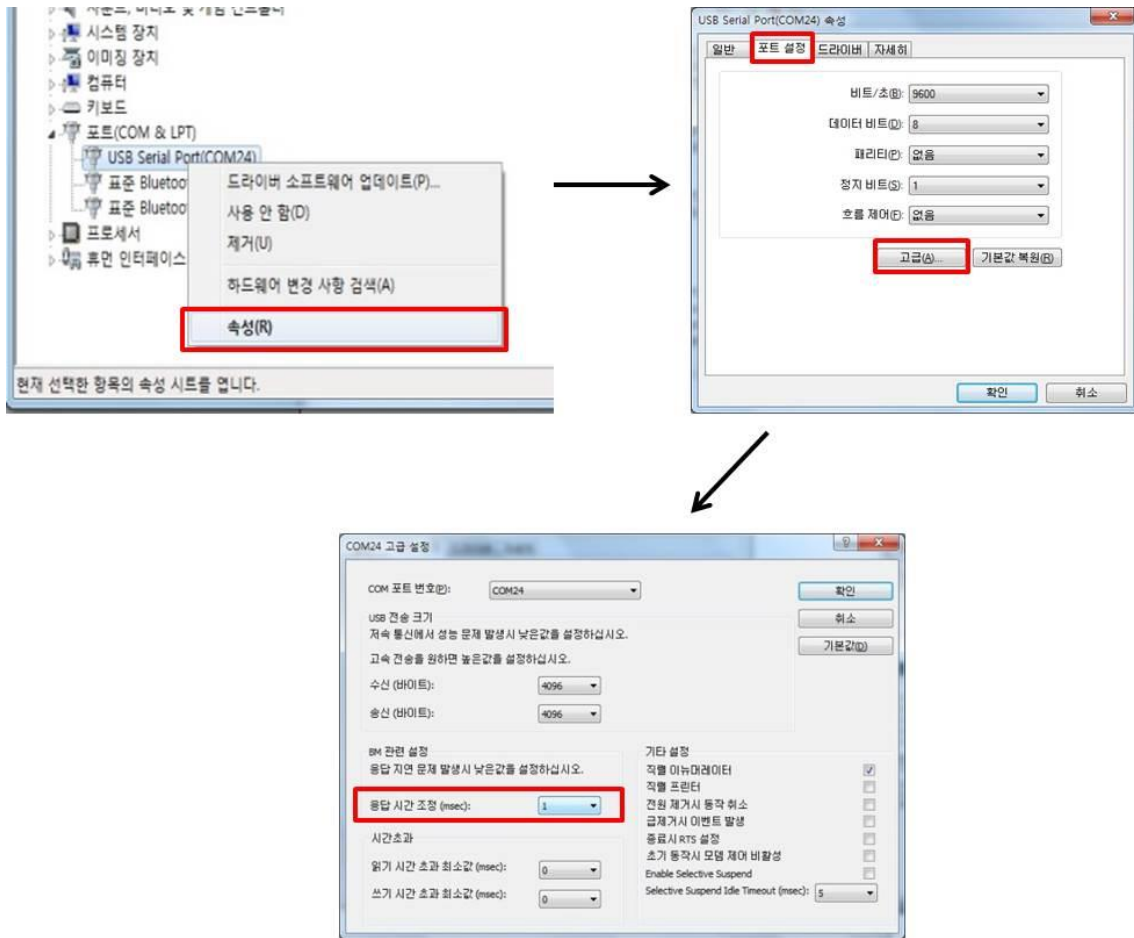 시스템 장치
이미징 장치
컴퓨터
키보드
포트(COM & LPT)
USB Serial Port(COM24)
표준 Bluetoo
표준 Bluetoo
프로세서
휴먼 인터페이스
드라이버 소프트웨어 업데이트(P)...
사용 안 함(D)
제거(U)
하드웨어 변경 사항 검색(A)
속성(R)
현재 선택한 항목의 속성 시트를 엽니다.
USB Serial Port(COM24) 속성
일반 포트 설정 드라이버 자세히
비트/초(B): 9600
데이터 비트(D): 8
패리티(P): 없음
정지 비트(S): 1
흐름 제어(F): 없음
고급(A)... 기본값 복원(R)
확인 취소
COM24 고급 설정
COM 포트 번호(P): COM24
확인
취소
기본값(D)
USB 전송 크기
저속 통신에서 성능 문제 발생시 낮은값을 설정하십시오.
고속 전송을 원하면 높은값을 설정하십시오.
수신 (바이트): 4096
송신 (바이트): 4096
BM 관련 설정
응답 지연 문제 발생시 낮은값을 설정하십시오.
응답 시간 조정 (msec): 1
시간초과
읽기 시간 초과 최소값 (msec): 0
쓰기 시간 초과 최소값 (msec): 0
기타 설정
직렬 이뉴머레이터
직렬 프린터
전원 제거시 동작 취소
급제거시 이벤트 발생
종료시 RTS 설정
초기 동작시 모뎀 제어 비활성
Enable Selective Suspend
Selective Suspend Idle Timeout (msec): 5